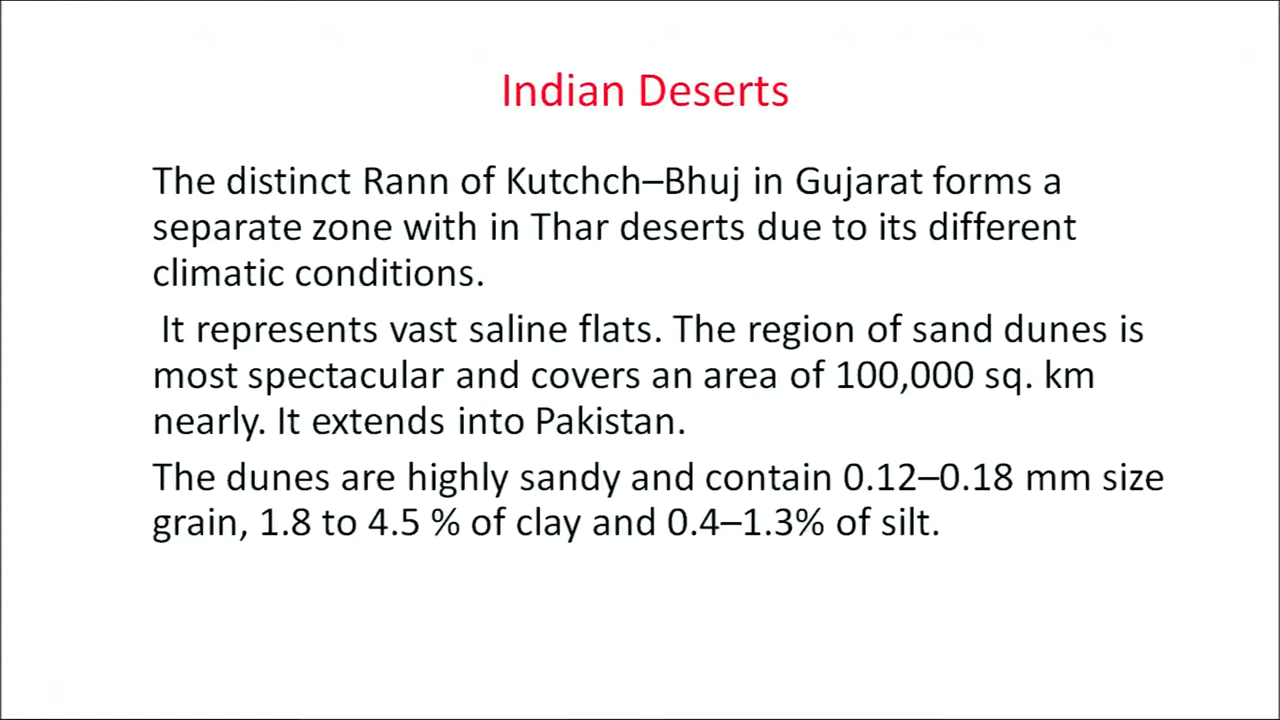 Indian Deserts
The distinct Rann of Kutchch–Bhuj in Gujarat forms a
separate zone with in Thar deserts due to its different
climatic conditions.
It represents vast saline flats. The region of sand dunes is
most spectacular and covers an area of 100,000 sq. km
nearly. It extends into Pakistan.
The dunes are highly sandy and contain 0.12–0.18 mm size
grain, 1.8 to 4.5 % of clay and 0.4–1.3% of silt.